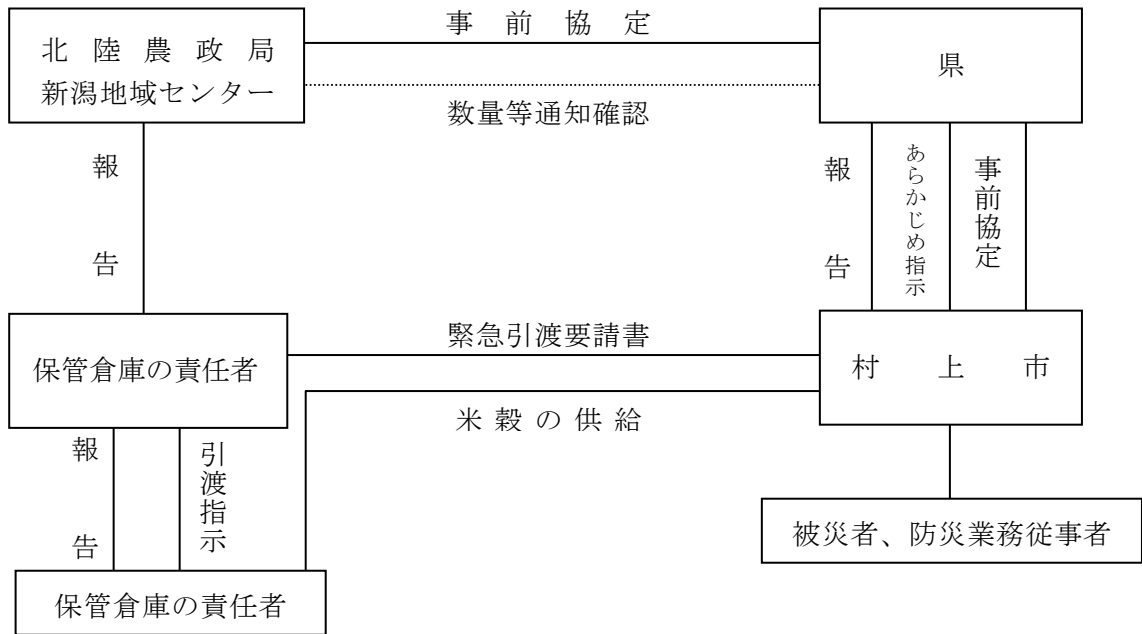 事前協定
北陸農政局
新潟地域センター
県
数量等通知確認
報告
報告
あらかじめ指示
事前協定
緊急引渡要請書
保管倉庫の責任者
村上市
米穀の供給
報告
引渡指示
被災者、防災業務従事者
保管倉庫の責任者